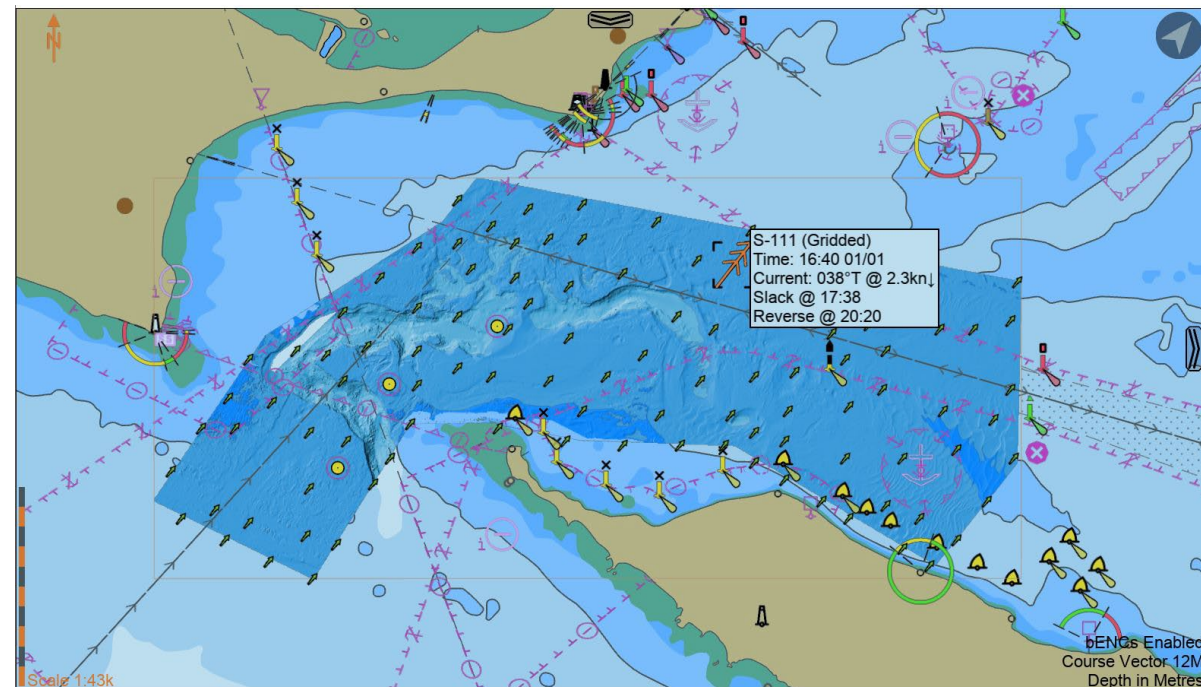 N
S-111 (Gridded)
Time: 16:40 01/01
Current: 038°T @ 2.3kn↓
Slack @ 17:38
Reverse @ 20:20
bENCs Enabled
Course Vector 12M
Depth in Metres
Scale 1:43k